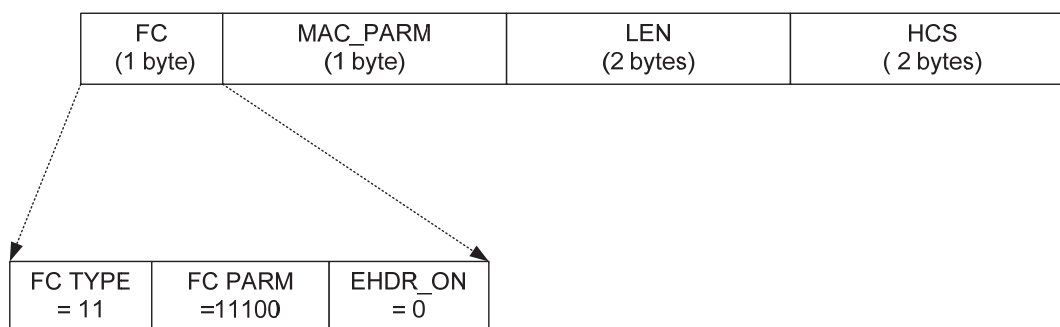 FC
(1 byte)
MAC_PARM
(1 byte)
LEN
(2 bytes)
HCS
( 2 bytes)
FC TYPE
= 11
FC PARM
=11100
EHDR_ON
= 0